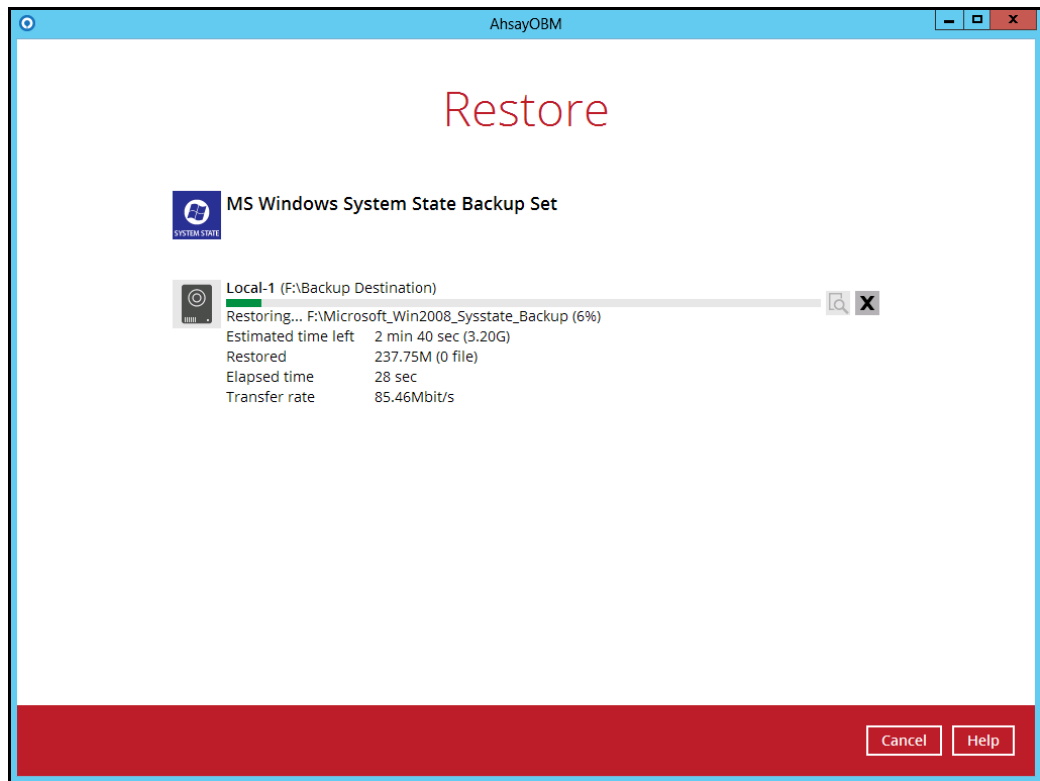 AhsayOBM
Restore
MS Windows System State Backup Set
SYSTEM STATE
Local-1 (F:\Backup Destination)
Restoring... F:\Microsoft_Win2008_Sysstate_Backup (6%)
Estimated time left 2 min 40 sec (3.20G)
Restored 237.75M (0 file)
Elapsed time 28 sec
Transfer rate 85.46Mbit/s
Cancel Help